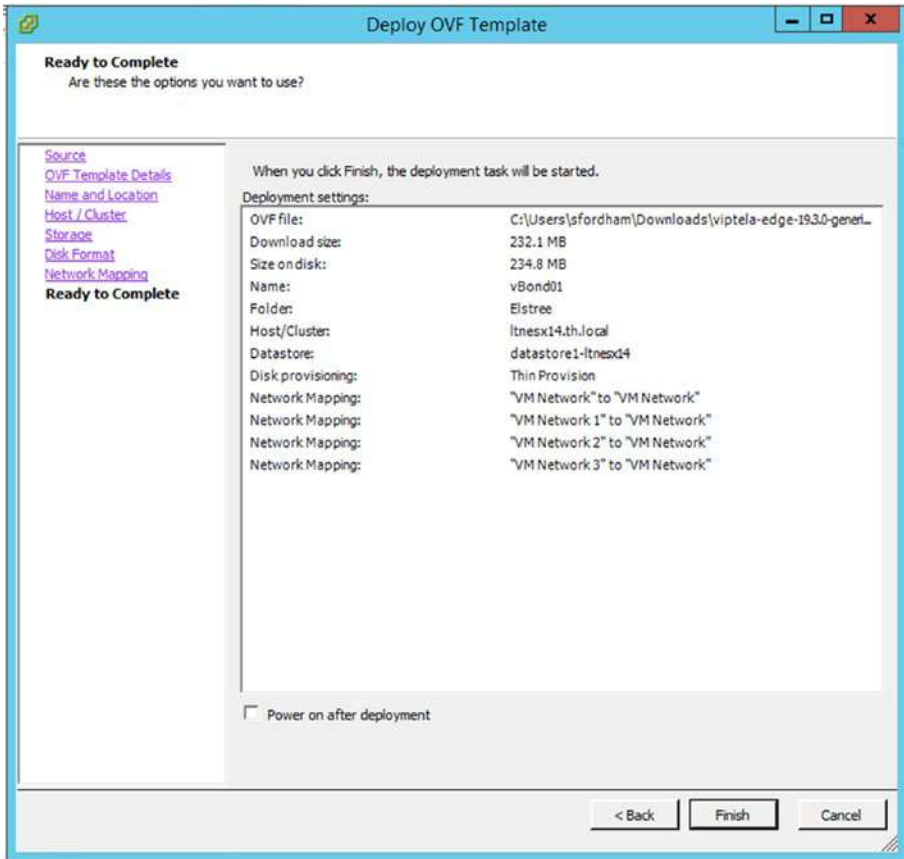 Deploy OVF Template
Ready to Complete
Are these the options you want to use?
Source
OVF Template Details
Name and Location
Host / Cluster
Storage
Disk Format
Network Mapping
Ready to Complete
When you click Finish, the deployment task will be started.
Deployment settings:
OVF file: C:\Users\sfordham\Downloads\viptela-edge-19.3.0-generi...
Download size: 232.1 MB
Size on disk: 234.8 MB
Name: vBond01
Folder: Elstree
Host/Cluster: ltnesx14.th.local
Datastore: datastore1-ltnesx14
Disk provisioning: Thin Provision
Network Mapping: "VM Network" to "VM Network"
Network Mapping: "VM Network 1" to "VM Network"
Network Mapping: "VM Network 2" to "VM Network"
Network Mapping: "VM Network 3" to "VM Network"
Power on after deployment
< Back Finish Cancel